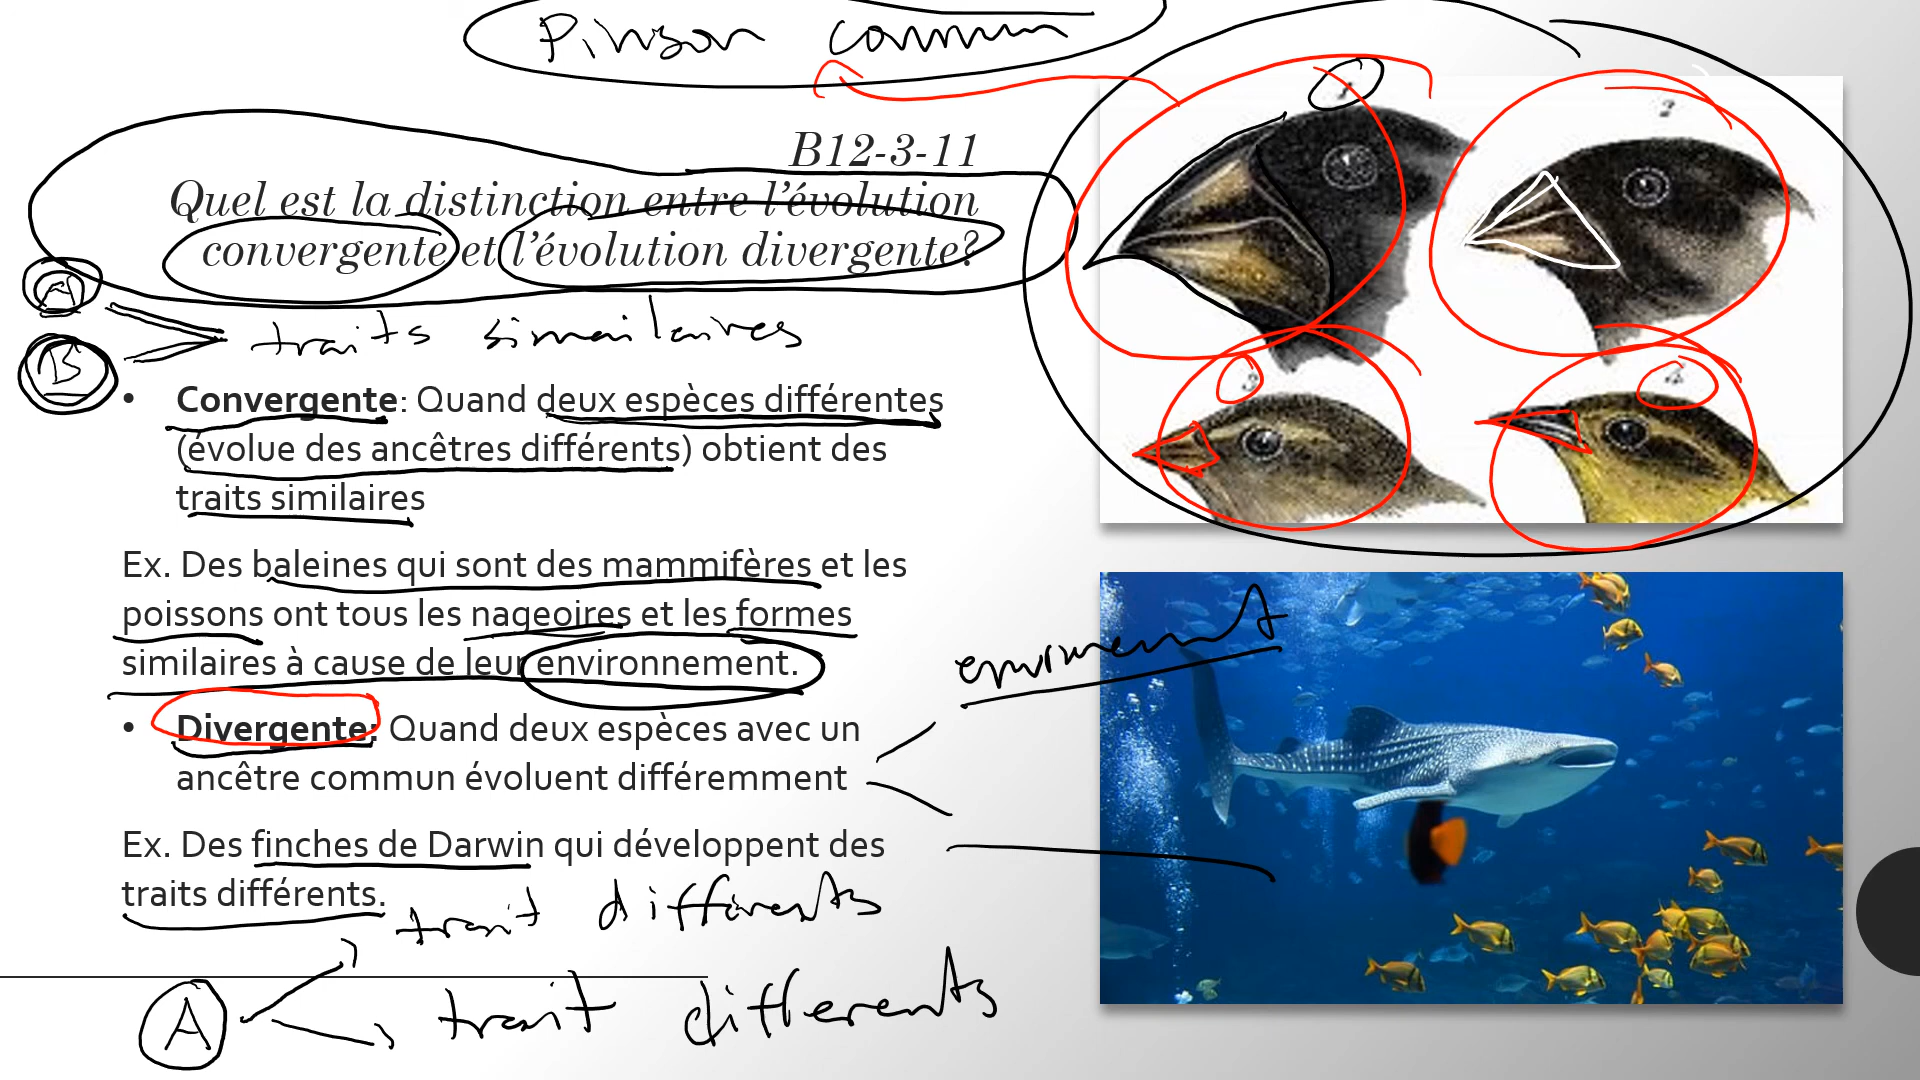 Pinson commun
B12-3-11
Quel est la distinction entre l'évolution
convergente et l'évolution divergente?
A
B
traits similaires
• Convergente: Quand deux espèces différentes
(évolue des ancêtres différents) obtient des
traits similaires
Ex. Des baleines qui sont des mammifères et les
poissons ont tous les nageoires et les formes
similaires à cause de leur environnement.
• Divergente: Quand deux espèces avec un
ancêtre commun évoluent différemment
Ex. Des finches de Darwin qui développent des
traits différents.
trait différents
A
trait differents
1
2
3
4